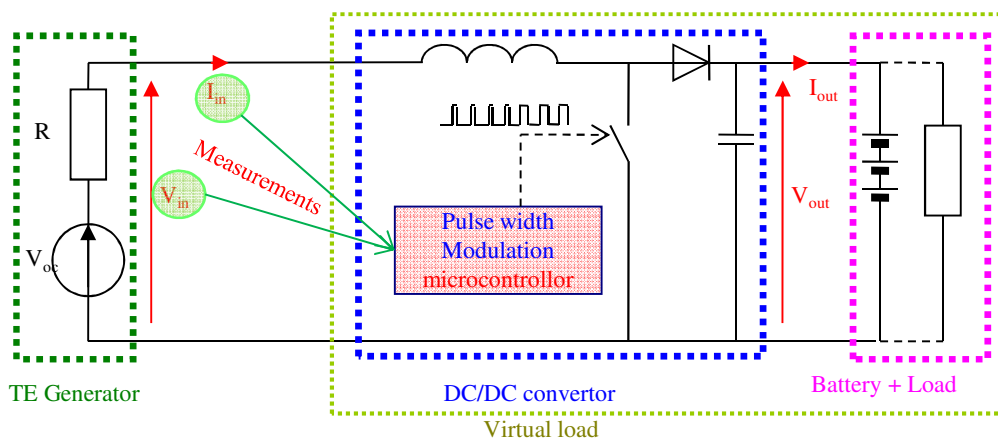 I_in
R
Measurements
V_in
V_oc
Pulse width
Modulation
microcontrollor
I_out
V_out
TE Generator
DC/DC convertor
Battery + Load
Virtual load